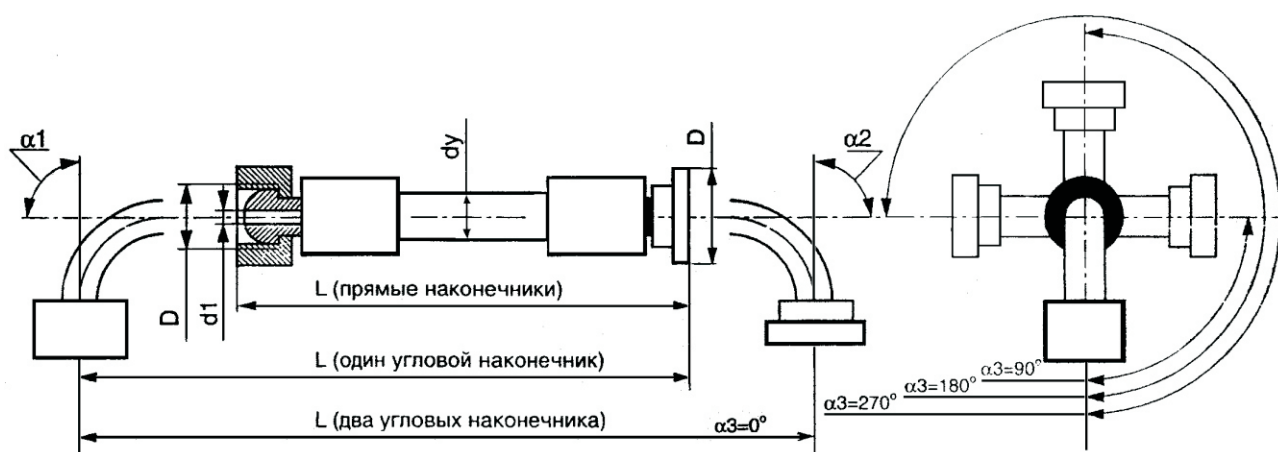 α1
D
d1
dy
D
α2
L (прямые наконечники)
L (один угловой наконечник)
L (два угловых наконечника)
α3=0°
α3=90°
α3=180°
α3=270°